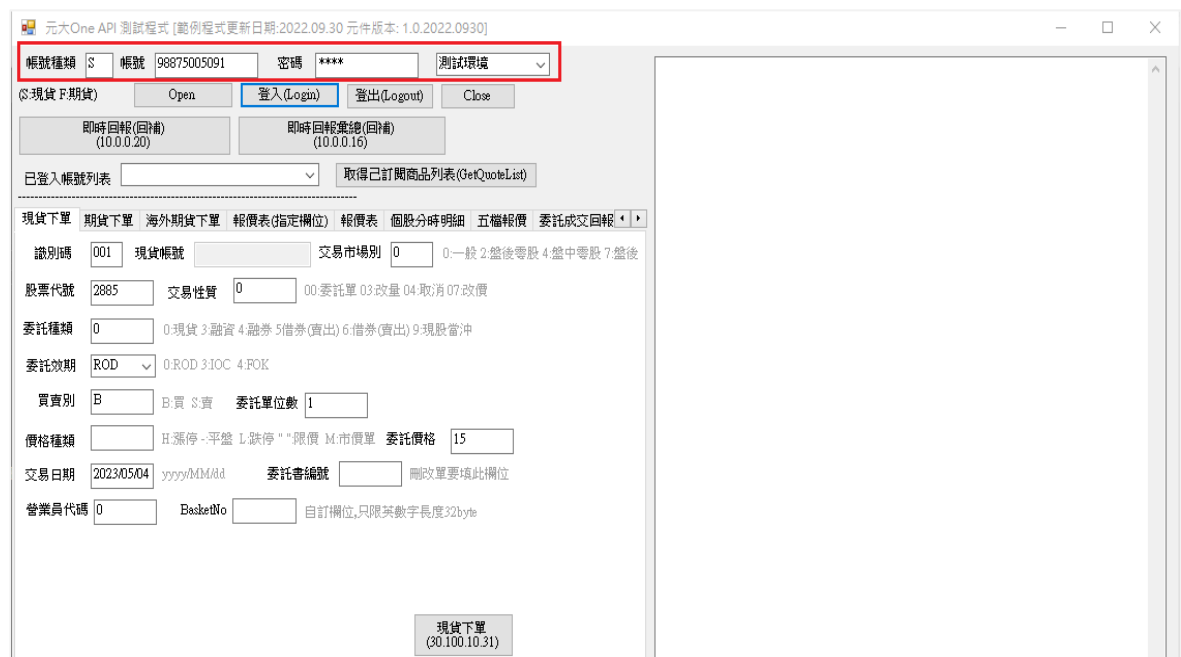 元大One API 測試程式 [範例程式更新日期:2022.09.30 元件版本: 1.0.2022.0930]
帳號種類 S 帳號 98875005091 密碼 **** 測試環境
(S:現貨 F:期貨) Open 登入(Login) 登出(Logout) Close
即時回報(回補)
(10.0.0.20)
即時回報彙總(回補)
(10.0.0.16)
已登入帳號列表 取得已訂閱商品列表(GetQuoteList)
現貨下單 期貨下單 海外期貨下單 報價表(指定欄位) 報價表 個股分時明細 五檔報價 委託成交回報
識別碼 001 現貨帳號 交易市場別 0 0:一般 2:盤後零股 4:盤中零股 7:盤後
股票代號 2885 交易性質 0 00:委託單 03:改量 04:取消 07:改價
委託種類 0 0:現貨 3:融資 4:融券 5借券(賣出) 6:借券(賣出) 9:現股當沖
委託效期 ROD 0:ROD 3:IOC 4:FOK
買賣別 B B:買 S:賣 委託單位數 1
價格種類 H:漲停 -:平盤 L:跌停 " ":限價 M:市價單 委託價格 15
交易日期 2023/05/04 yyyy/MM/dd 委託書編號 刪改單要填此欄位
營業員代碼 0 BasketNo 自訂欄位,只限英數字長度32byte
現貨下單
(30.100.10.31)